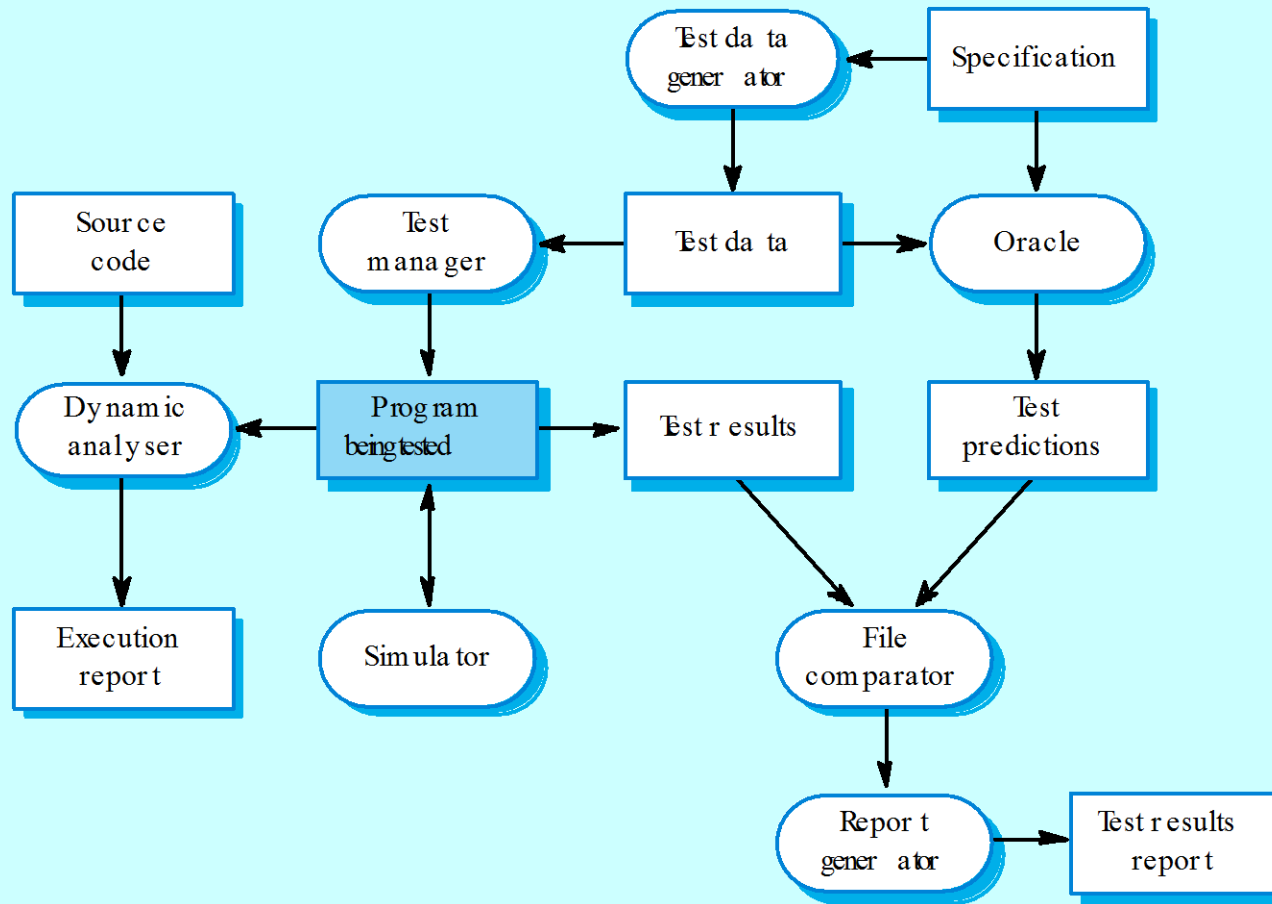 Test data
generator
Specification
Source
code
Test
manager
Test data
Oracle
Dynamic
analyser
Program
being tested
Test results
Test
predictions
Execution
report
Simulator
File
comparator
Report
generator
Test results
report